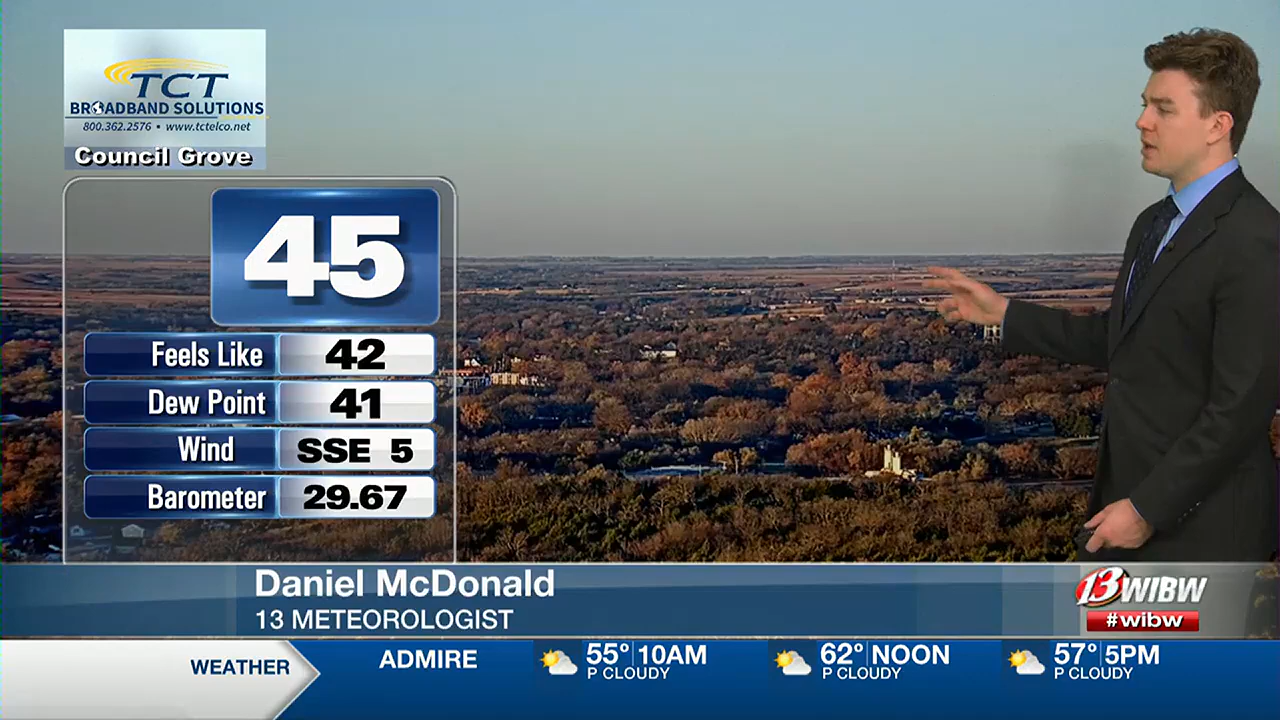 TCT
BROADBAND SOLUTIONS
800.362.2576 • www.tctelco.net
Council Grove
45
Feels Like 42
Dew Point 41
Wind SSE 5
Barometer 29.67
Daniel McDonald
13 METEOROLOGIST
13 WIBW
#wibw
WEATHER
ADMIRE
55° 10AM
P CLOUDY
62° NOON
P CLOUDY
57° 5PM
P CLOUDY